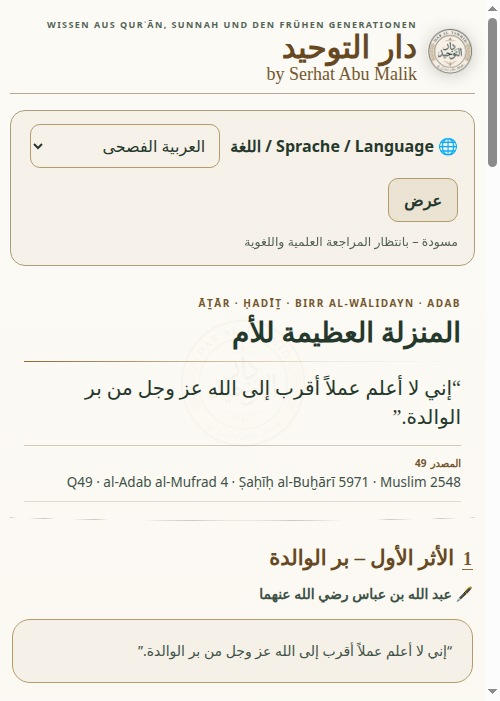 WISSEN AUS QURʾĀN, SUNNAH UND DEN FRÜHEN GENERATIONEN
دار التوحيد
by Serhat Abu Malik
🌐 اللغة / Sprache / Language
العربية الفصحى
عرض
مسودة – بانتظار المراجعة العلمية واللغوية
ĀṮĀR · ḤADĪṮ · BIRR AL-WĀLIDAYN · ADAB
المنزلة العظيمة للأم
“إني لا أعلم عملاً أقرب إلى الله عز وجل من بر
الوالدة.”
المصدر 49
Q49 · al-Adab al-Mufrad 4 · Ṣaḥīḥ al-Buḫārī 5971 · Muslim 2548
1 الأثر الأول – بر الوالدة
🖋️ عبد الله بن عباس رضي الله عنهما
“إني لا أعلم عملاً أقرب إلى الله عز وجل من بر الوالدة.”